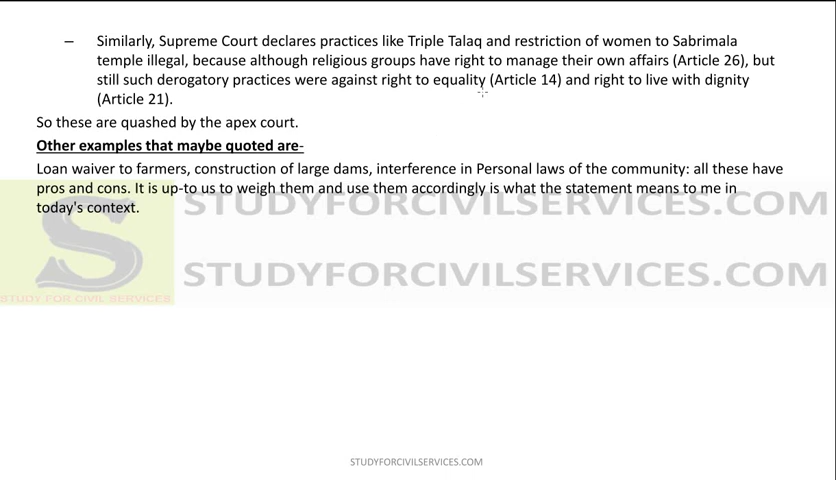 – Similarly, Supreme Court declares practices like Triple Talaq and restriction of women to Sabrimala
temple illegal, because although religious groups have right to manage their own affairs (Article 26), but
still such derogatory practices were against right to equality (Article 14) and right to live with dignity
(Article 21).
So these are quashed by the apex court.
Other examples that maybe quoted are-
Loan waiver to farmers, construction of large dams, interference in Personal laws of the community: all these have
pros and cons. It is up-to us to weigh them and use them accordingly is what the statement means to me in
today's context.
STUDYFORCIVILSERVICES.COM
STUDYFORCIVILSERVICES.COM
S
STUDY FOR CIVIL SERVICES
STUDYFORCIVILSERVICES.COM